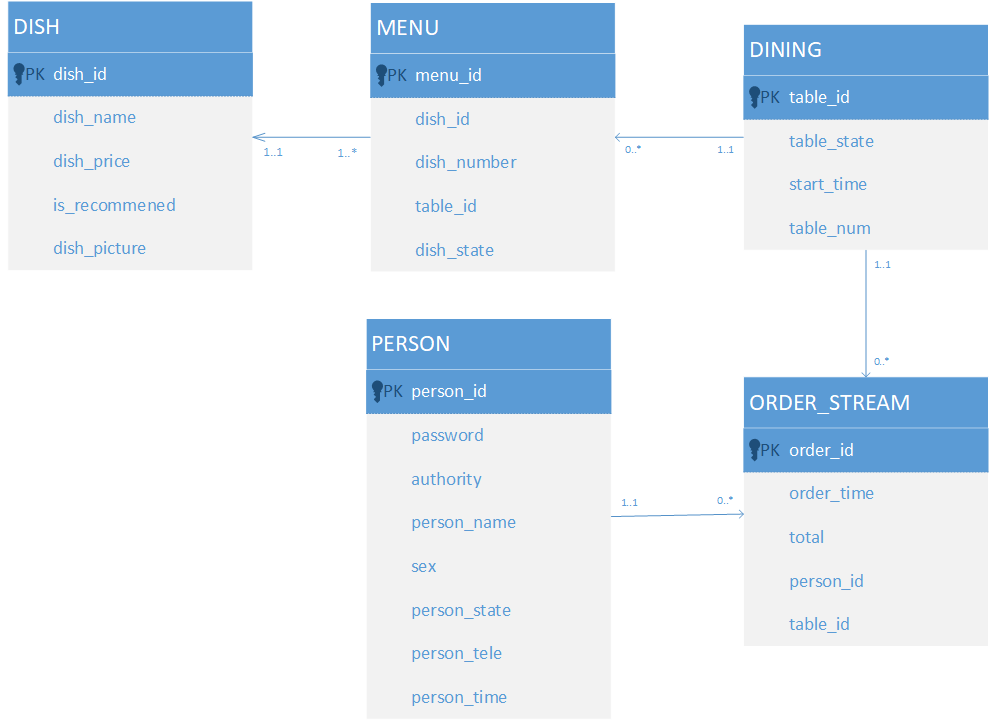 DISH
PK dish_id
dish_name
dish_price
is_recommened
dish_picture
1..1
1..*
MENU
PK menu_id
dish_id
dish_number
table_id
dish_state
0..*
1..1
DINING
PK table_id
table_state
start_time
table_num
1..1
0..*
PERSON
PK person_id
password
authority
person_name
sex
person_state
person_tele
person_time
1..1
0..*
ORDER_STREAM
PK order_id
order_time
total
person_id
table_id